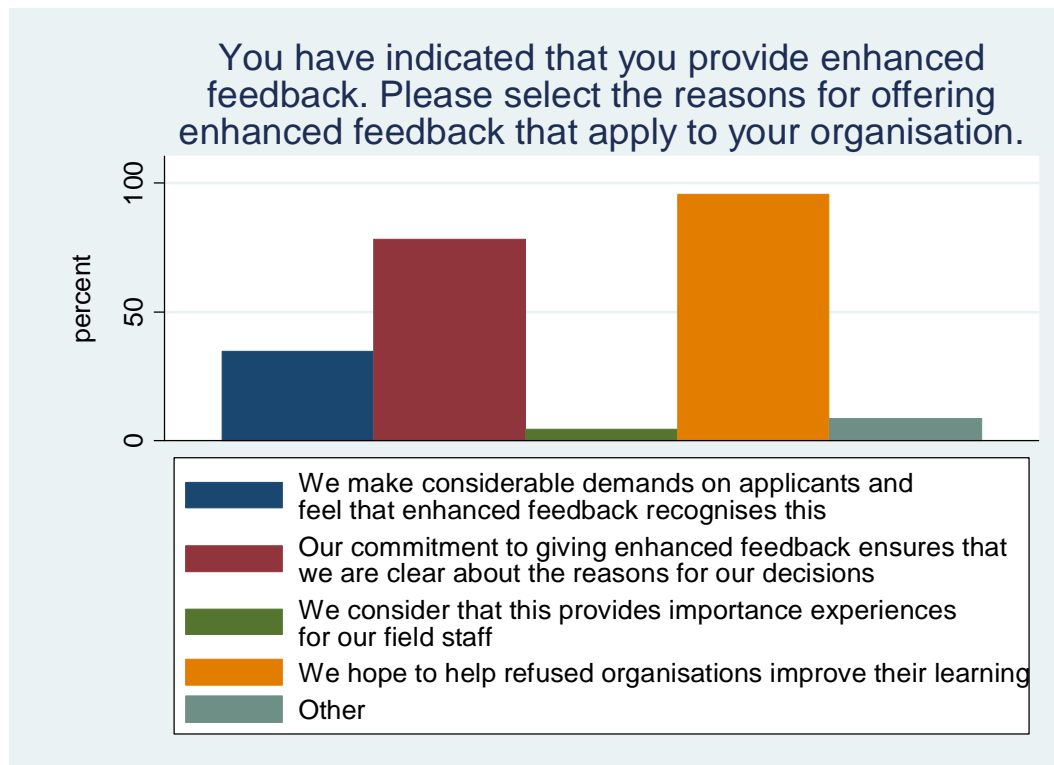 You have indicated that you provide enhanced
feedback. Please select the reasons for offering
enhanced feedback that apply to your organisation.
100
50
0
percent
We make considerable demands on applicants and
feel that enhanced feedback recognises this
Our commitment to giving enhanced feedback ensures that
we are clear about the reasons for our decisions
We consider that this provides importance experiences
for our field staff
We hope to help refused organisations improve their learning
Other